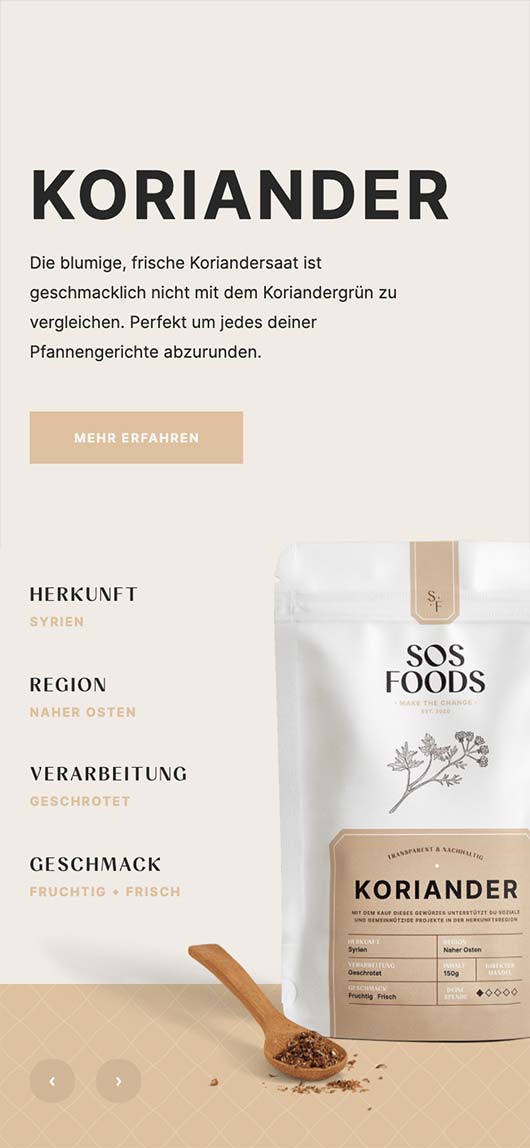 KORIANDER
Die blumige, frische Koriandersaat ist
geschmacklich nicht mit dem Koriandergrün zu
vergleichen. Perfekt um jedes deiner
Pfannengerichte abzurunden.
MEHR ERFAHREN
HERKUNFT
SYRIEN
REGION
NAHER OSTEN
VERARBEITUNG
GESCHROTET
GESCHMACK
FRUCHTIG + FRISCH
S.
F
SOS
FOODS
· MAKE THE CHANGE ·
EST. 2020
TRANSPARENT & NACHHALTIG
KORIANDER
MIT DEM KAUF DIESES GEWÜRZES UNTERSTÜTZT DU SOZIALE
UND GEMEINNÜTZIGE PROJEKTE IN DER HERKUNFTSREGION
HERKUNFT
Syrien
REGION
Naher Osten
VERARBEITUNG
Geschrotet
INHALT
150g
DIREKTER
HANDEL
GESCHMACK
Fruchtig Frisch
DEINE
SPENDE